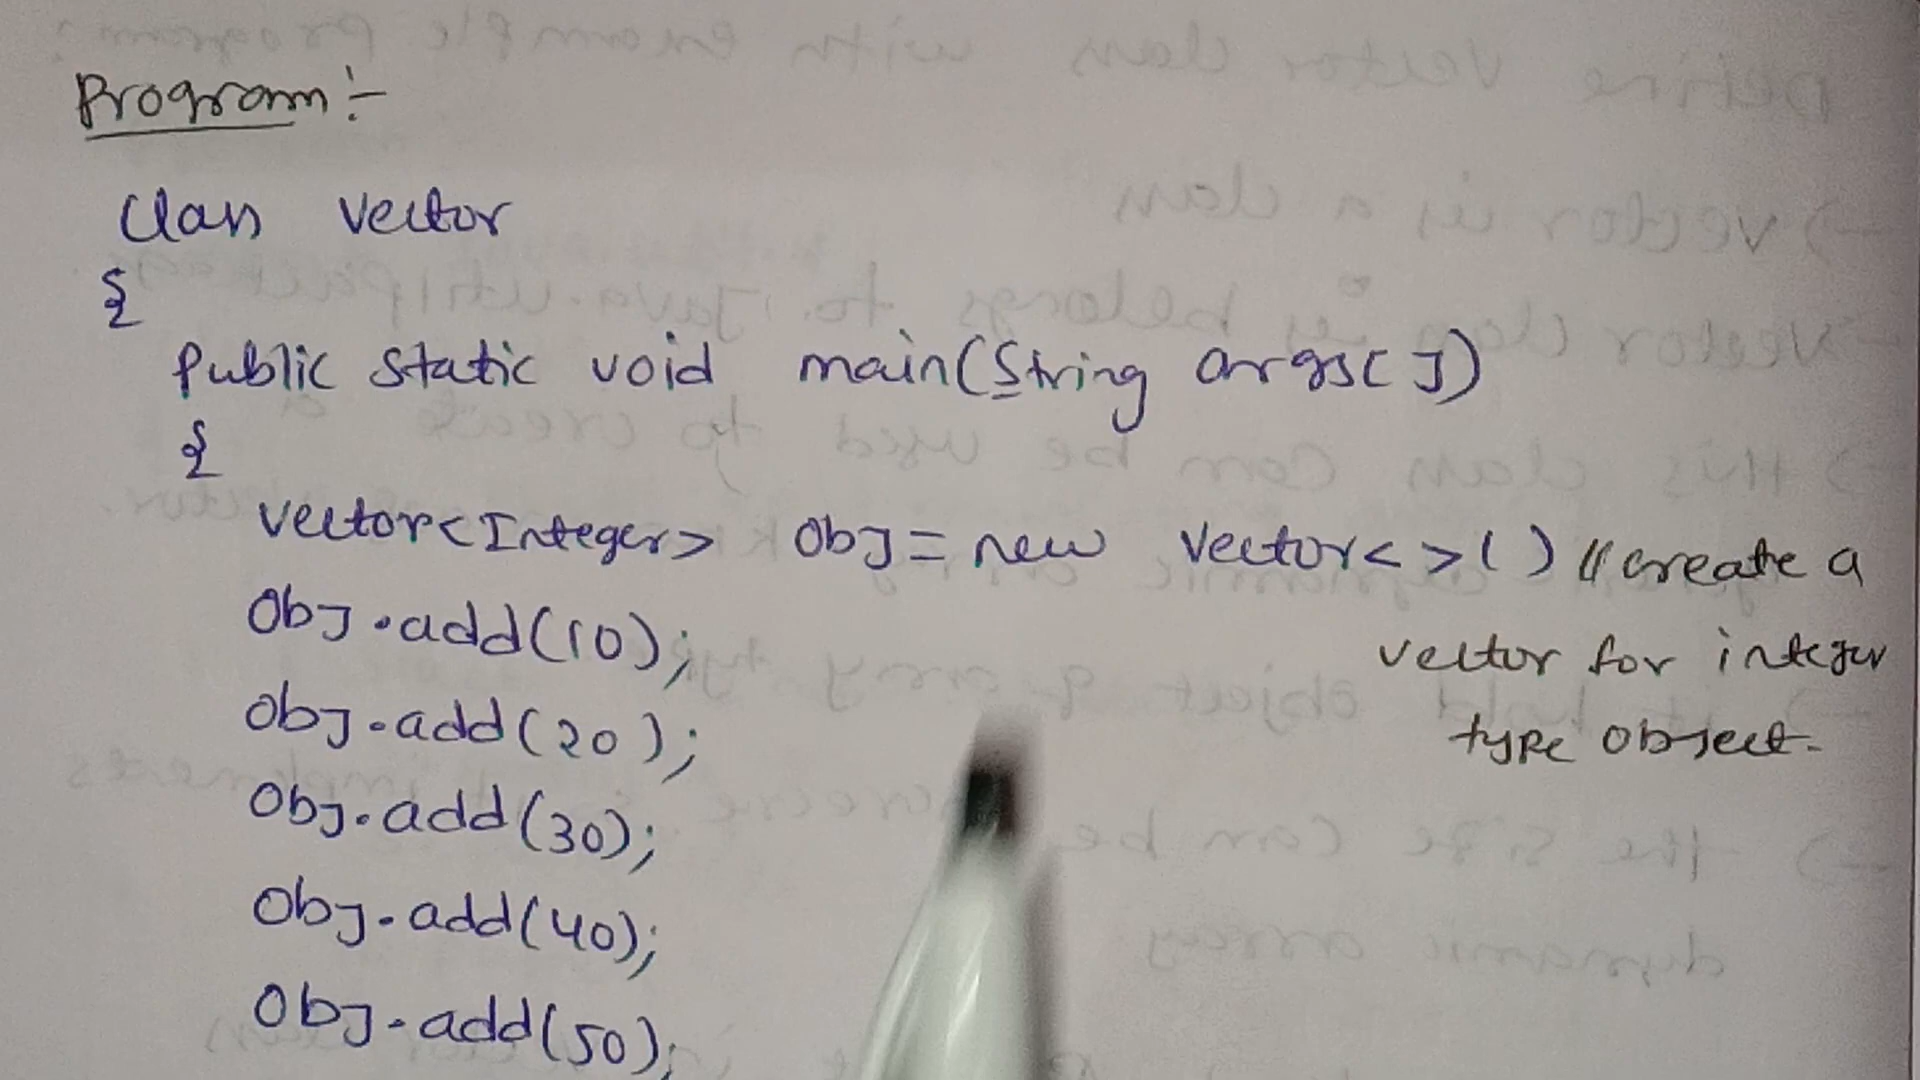 Program:-
class vector
{
public static void main(String args[])
{
vector<Integer> obj = new vector<>() //create a
vector for integer
type object.
obj.add(10);
obj.add(20);
obj.add(30);
obj.add(40);
obj.add(50);